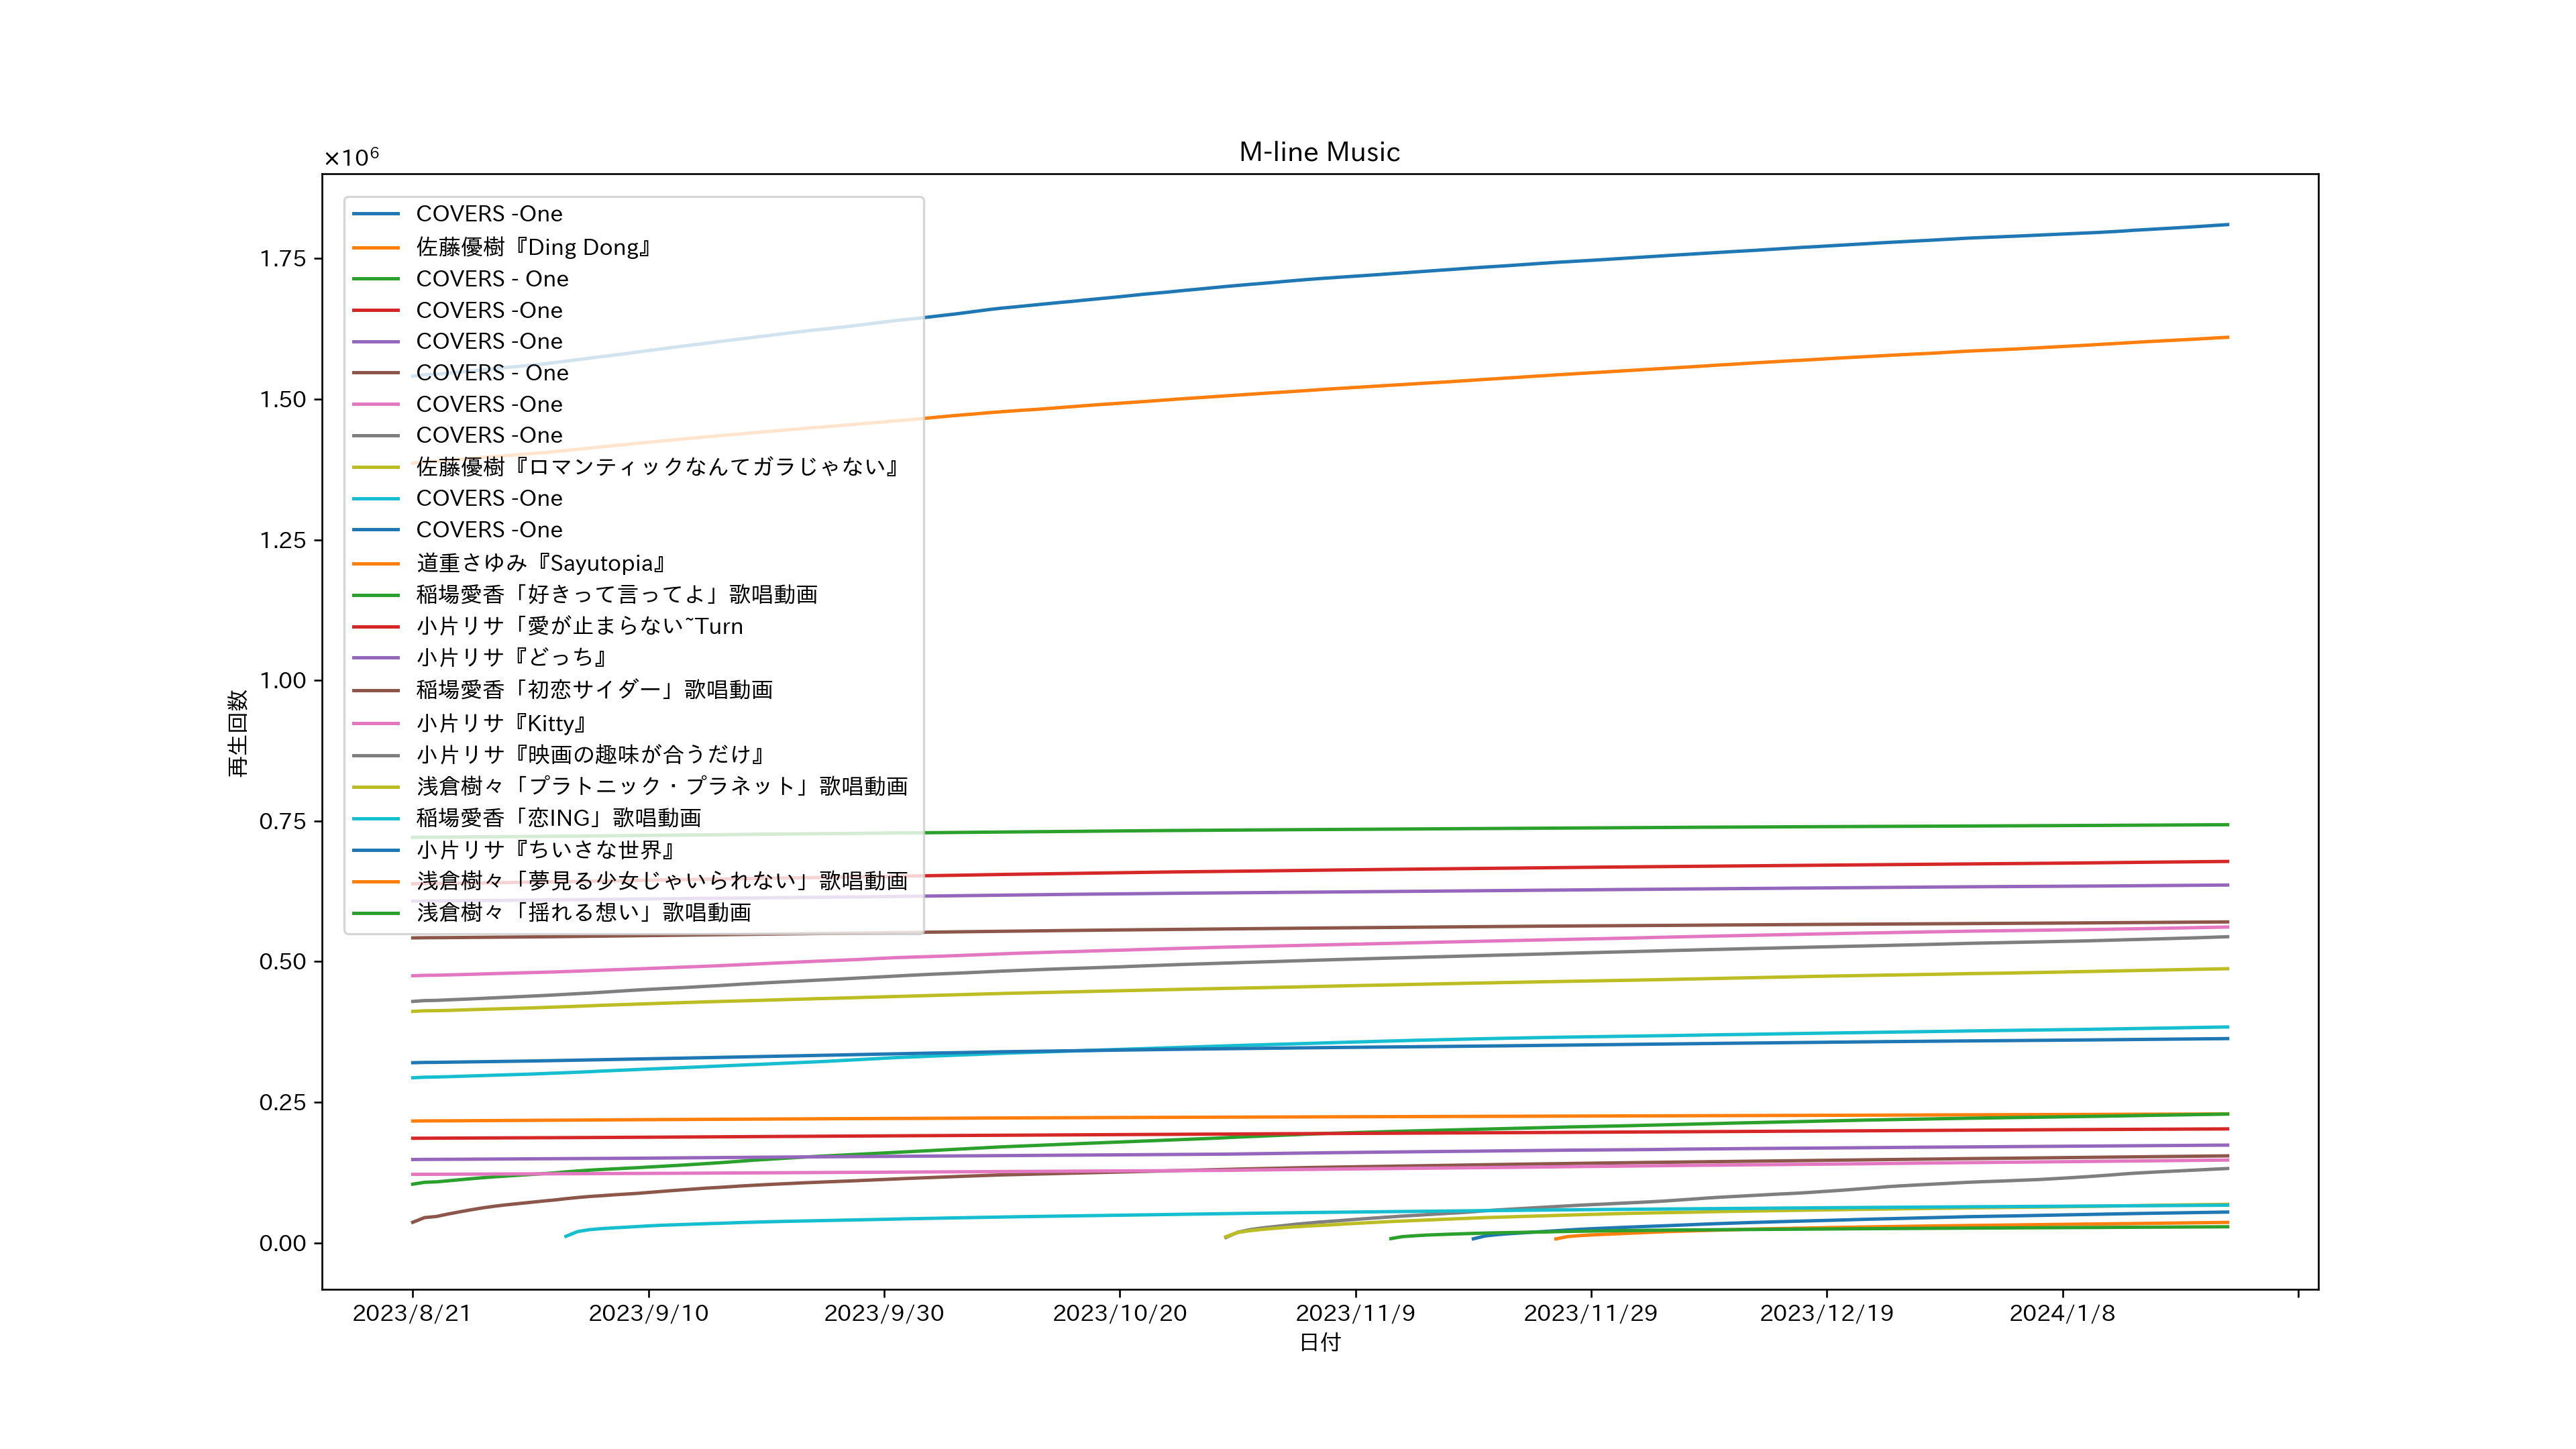 M-line Music
×10⁶
COVERS -One
佐藤優樹『Ding Dong』
COVERS - One
COVERS -One
COVERS -One
COVERS - One
COVERS -One
COVERS -One
佐藤優樹『ロマンティックなんてガラじゃない』
COVERS -One
COVERS -One
道重さゆみ『Sayutopia』
稲場愛香「好きって言ってよ」歌唱動画
小片リサ「愛が止まらない~Turn
小片リサ『どっち』
稲場愛香「初恋サイダー」歌唱動画
小片リサ『Kitty』
小片リサ『映画の趣味が合うだけ』
浅倉樹々「プラトニック・プラネット」歌唱動画
稲場愛香「恋ING」歌唱動画
小片リサ『ちいさな世界』
浅倉樹々「夢見る少女じゃいられない」歌唱動画
浅倉樹々「揺れる想い」歌唱動画
1.75
1.50
1.25
1.00
0.75
0.50
0.25
0.00
再生回数
2023/8/21 2023/9/10 2023/9/30 2023/10/20 2023/11/9 2023/11/29 2023/12/19 2024/1/8
日付